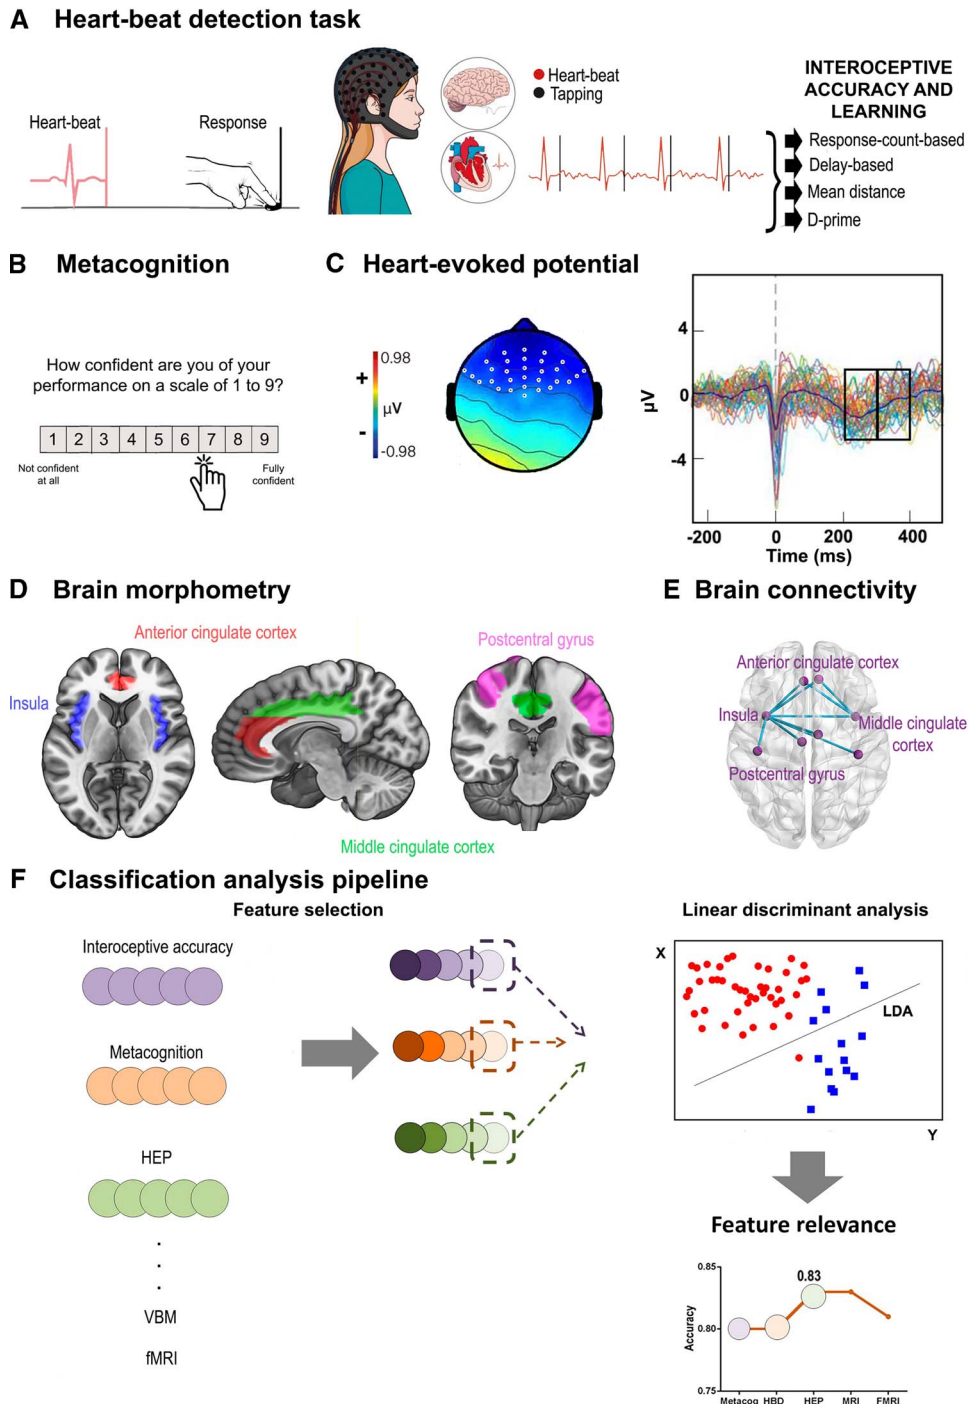 A Heart-beat detection task
Heart-beat
Response
Heart-beat
Tapping
INTEROCEPTIVE
ACCURACY AND
LEARNING
Response-count-based
Delay-based
Mean distance
D-prime
B Metacognition
How confident are you of your
performance on a scale of 1 to 9?
1 2 3 4 5 6 7 8 9
Not confident
at all
Fully
confident
C Heart-evoked potential
+
-
0.98
μV
-0.98
μV
4
0
-4
-200 0 200 400
Time (ms)
D Brain morphometry
Anterior cingulate cortex
Insula
Postcentral gyrus
Middle cingulate cortex
E Brain connectivity
Anterior cingulate cortex
Insula
Middle cingulate
cortex
Postcentral gyrus
F Classification analysis pipeline
Feature selection
Interoceptive accuracy
Metacognition
HEP
.
.
.
VBM
fMRI
Linear discriminant analysis
X
LDA
Y
Feature relevance
0.85
0.83
0.80
0.75
Accuracy
Metacog HBD HEP MRI FMRI